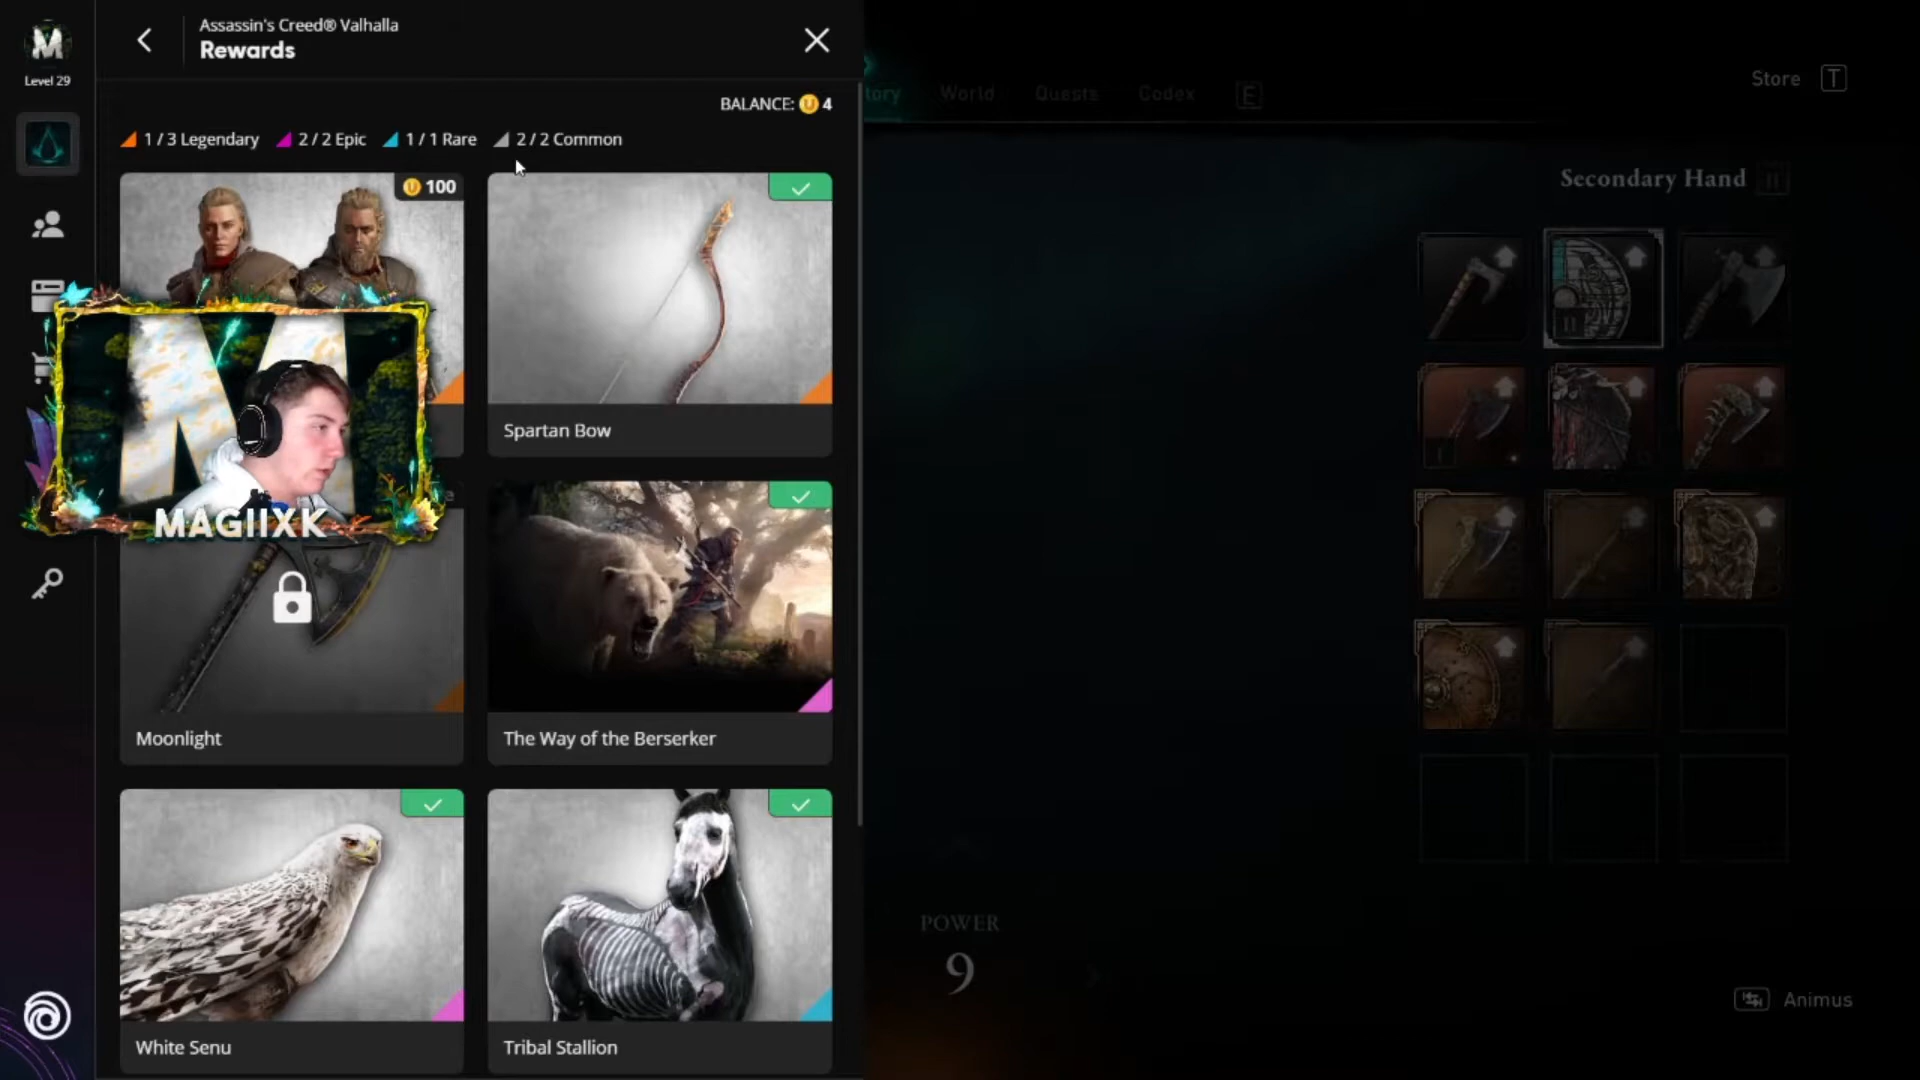 Assassin's Creed® Valhalla
Rewards
Level 29
BALANCE: 4
1 / 3 Legendary
2 / 2 Epic
1 / 1 Rare
2 / 2 Common
100
Spartan Bow
MAGIIXK
Moonlight
The Way of the Berserker
White Senu
Tribal Stallion
tory
World
Quests
Codex
E
Store T
Secondary Hand
POWER
9
Animus